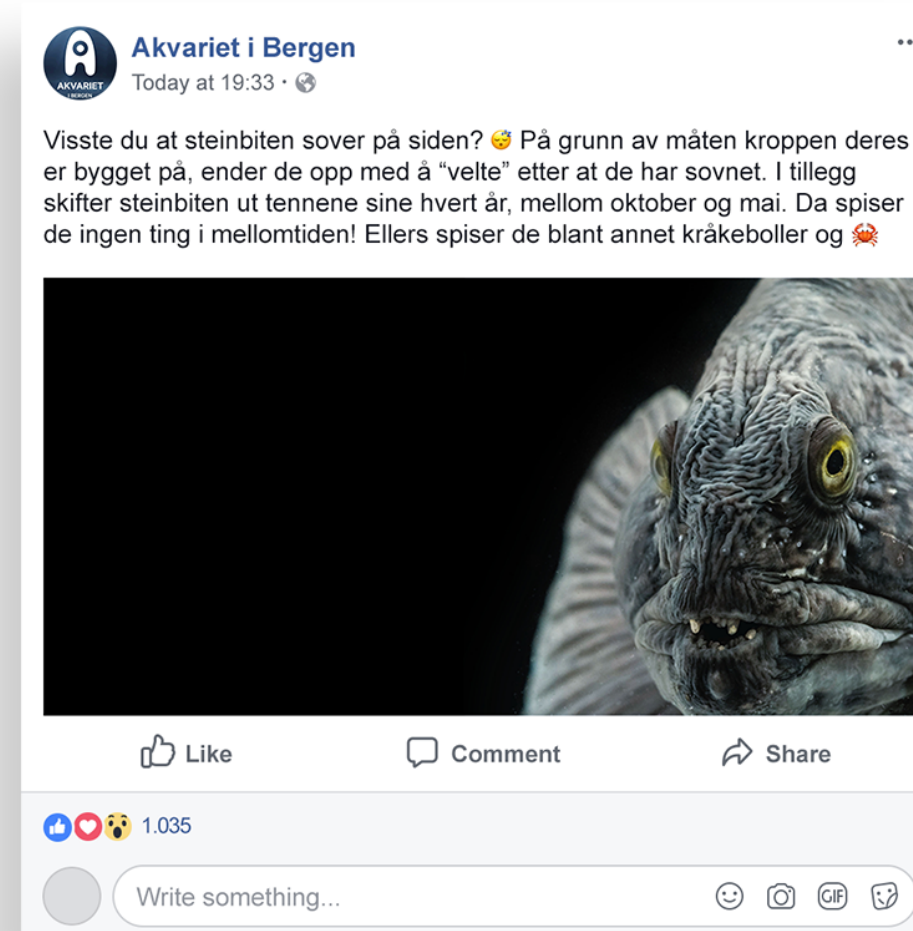 AKVARIET
I BERGEN
Akvariet i Bergen
Today at 19:33 ·
Visste du at steinbiten sover på siden? 😴 På grunn av måten kroppen deres
er bygget på, ender de opp med å “velte” etter at de har sovnet. I tillegg
skifter steinbiten ut tennene sine hvert år, mellom oktober og mai. Da spiser
de ingen ting i mellomtiden! Ellers spiser de blant annet kråkeboller og 🦀
Like
Comment
Share
1.035
Write something...
GIF